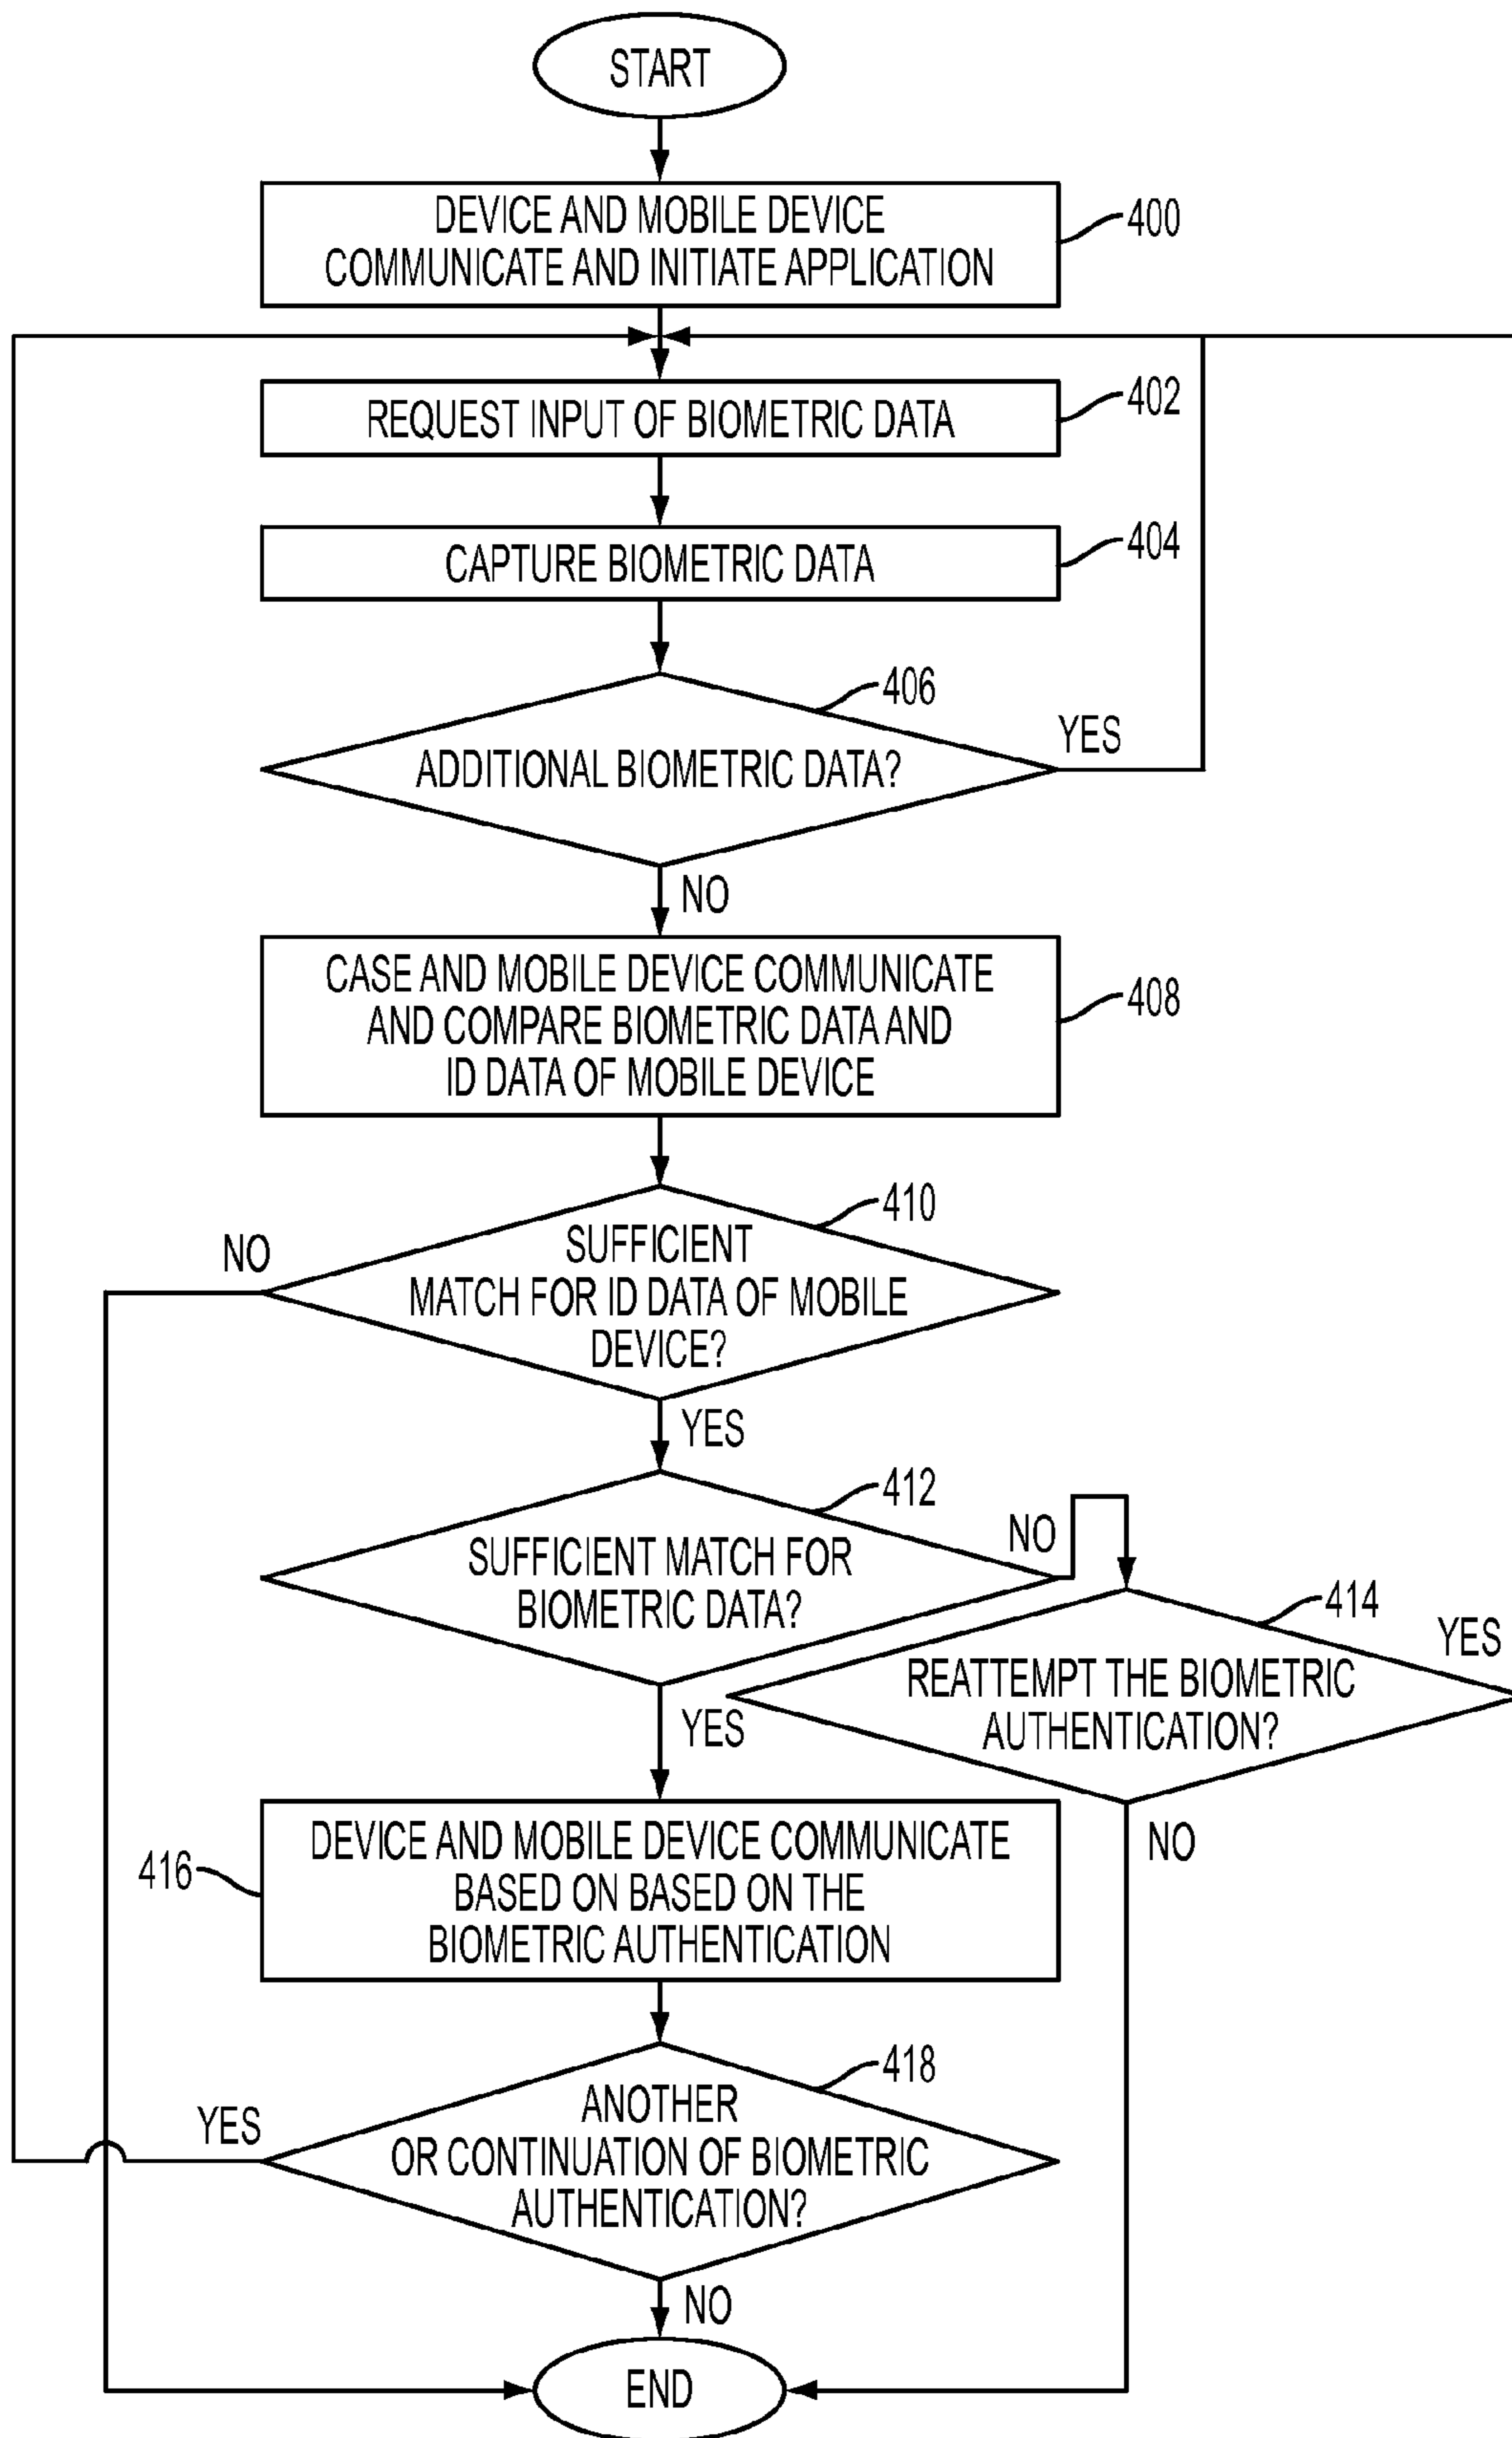 START
DEVICE AND MOBILE DEVICE
COMMUNICATE AND INITIATE APPLICATION
400
REQUEST INPUT OF BIOMETRIC DATA
402
CAPTURE BIOMETRIC DATA
404
406
ADDITIONAL BIOMETRIC DATA?
YES
NO
CASE AND MOBILE DEVICE COMMUNICATE
AND COMPARE BIOMETRIC DATA AND
ID DATA OF MOBILE DEVICE
408
410
NO
SUFFICIENT
MATCH FOR ID DATA OF MOBILE
DEVICE?
YES
412
SUFFICIENT MATCH FOR
BIOMETRIC DATA?
NO
414
YES
REATTEMPT THE BIOMETRIC
AUTHENTICATION?
YES
NO
416
DEVICE AND MOBILE DEVICE COMMUNICATE
BASED ON BASED ON THE
BIOMETRIC AUTHENTICATION
418
YES
ANOTHER
OR CONTINUATION OF BIOMETRIC
AUTHENTICATION?
NO
END